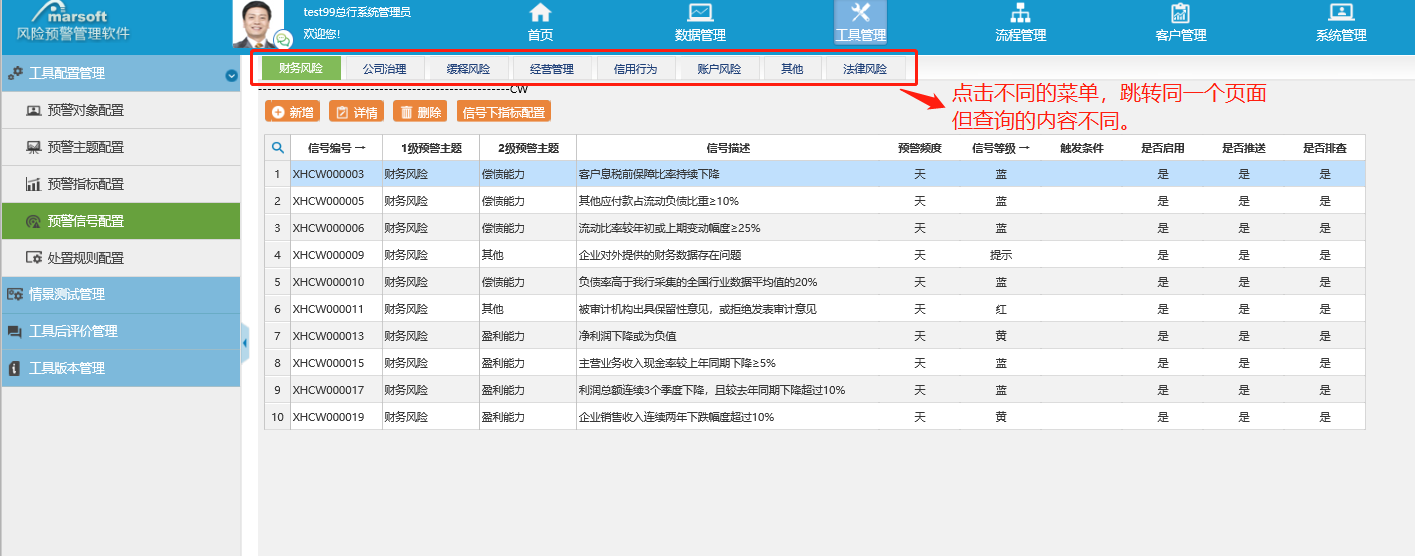 marsoft
风险预警管理软件
test99总行系统管理员
欢迎您!
首页
数据管理
工具管理
流程管理
客户管理
系统管理
工具配置管理
预警对象配置
预警主题配置
预警指标配置
预警信号配置
处置规则配置
情景测试管理
工具后评价管理
工具版本管理
财务风险 公司治理 缓释风险 经营管理 信用行为 账户风险 其他 法律风险
--------------------------------------------------CW
点击不同的菜单，跳转同一个页面
但查询的内容不同。
新增 详情 删除 信号下指标配置
信号编号→ 1级预警主题 2级预警主题 信号描述 预警频度 信号等级→ 触发条件 是否启用 是否推送 是否排查
1 XHCW000003 财务风险 偿债能力 客户息税前保障比率持续下降 天 蓝 是 是 是
2 XHCW000005 财务风险 偿债能力 其他应付款占流动负债比重≥10% 天 蓝 是 是 是
3 XHCW000006 财务风险 偿债能力 流动比率较年初或上期变动幅度≥25% 天 蓝 是 是 是
4 XHCW000009 财务风险 其他 企业对外提供的财务数据存在问题 天 提示 是 是 是
5 XHCW000010 财务风险 偿债能力 负债率高于我行采集的全国行业数据平均值的20% 天 蓝 是 是 是
6 XHCW000011 财务风险 其他 被审计机构出具保留性意见，或拒绝发表审计意见 天 红 是 是 是
7 XHCW000013 财务风险 盈利能力 净利润下降或为负值 天 黄 是 是 是
8 XHCW000015 财务风险 盈利能力 主营业务收入现金率较上年同期下降≥5% 天 蓝 是 是 是
9 XHCW000017 财务风险 盈利能力 利润总额连续3个季度下降，且较去年同期下降超过10% 天 蓝 是 是 是
10 XHCW000019 财务风险 盈利能力 企业销售收入连续两年下跌幅度超过10% 天 黄 是 是 是